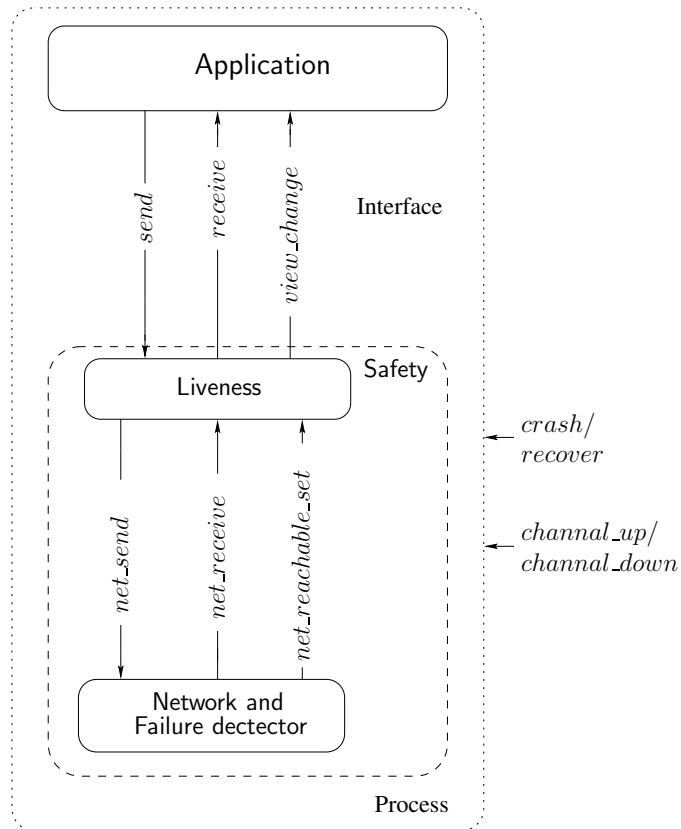 Application
send
receive
view_change
Interface
Safety
Liveness
crash/
recover
net_send
net_receive
net_reachable_set
channal_up/
channal_down
Network and
Failure dectector
Process